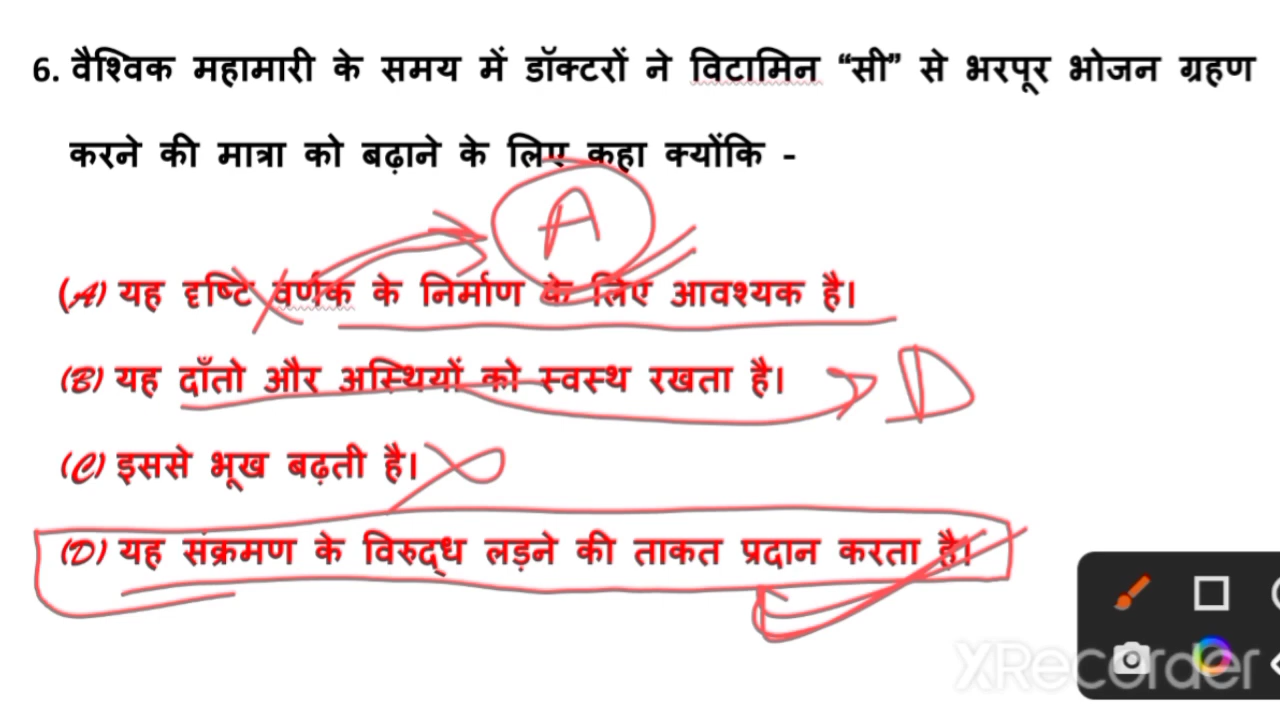 6. वैश्विक महामारी के समय में डॉक्टरों ने विटामिन “सी” से भरपूर भोजन ग्रहण
करने की मात्रा को बढ़ाने के लिए कहा क्योंकि -
A
(A) यह दृष्टि वर्णक के निर्माण के लिए आवश्यक है।
(B) यह दाँतो और अस्थियों को स्वस्थ रखता है। D
(C) इससे भूख बढ़ती है।
(D) यह संक्रमण के विरुद्ध लड़ने की ताकत प्रदान करता है।
XRecorder